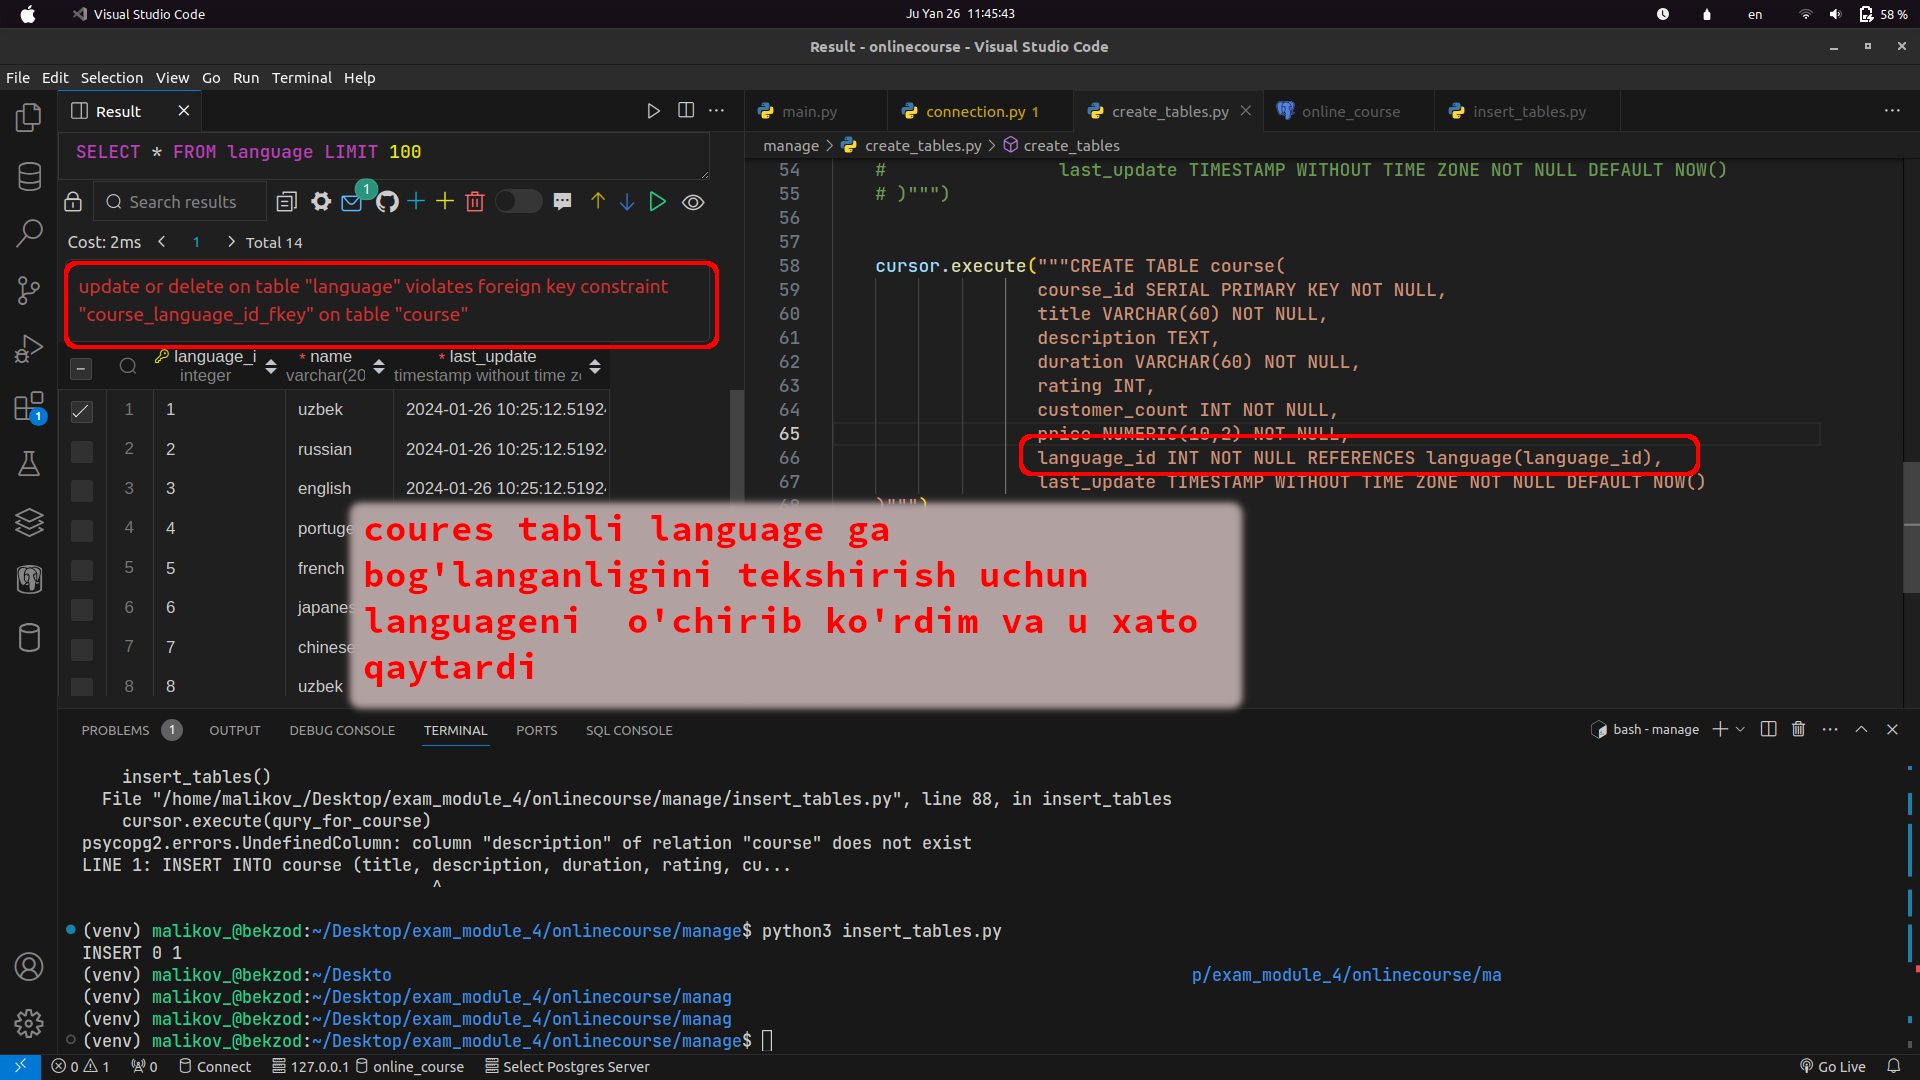 Visual Studio Code
Ju Yan 26 11:45:43
en
58 %
Result - onlinecourse - Visual Studio Code
File Edit Selection View Go Run Terminal Help
Result
main.py
connection.py 1
create_tables.py
online_course
insert_tables.py
SELECT * FROM language LIMIT 100
manage > create_tables.py > create_tables
Search results
1
Cost: 2ms < 1 > Total 14
update or delete on table "language" violates foreign key constraint
"course_language_id_fkey" on table "course"
language_i * name * last_update
integer varchar(20 timestamp without time z
1 1 uzbek 2024-01-26 10:25:12.5192
2 2 russian 2024-01-26 10:25:12.5192
3 3 english 2024-01-26 10:25:12.5192
4 4 portuge
5 5 french
6 6 japanes
7 7 chinese
8 8 uzbek
54 # last_update TIMESTAMP WITHOUT TIME ZONE NOT NULL DEFAULT NOW()
55 # )""")
56
57
58 cursor.execute("""CREATE TABLE course(
59 course_id SERIAL PRIMARY KEY NOT NULL,
60 title VARCHAR(60) NOT NULL,
61 description TEXT,
62 duration VARCHAR(60) NOT NULL,
63 rating INT,
64 customer_count INT NOT NULL,
65 price NUMERIC(10,2) NOT NULL,
66 language_id INT NOT NULL REFERENCES language(language_id),
67 last_update TIMESTAMP WITHOUT TIME ZONE NOT NULL DEFAULT NOW()
68 )""")
coures tabli language ga
bog'langanligini tekshirish uchun
languageni o'chirib ko'rdim va u xato
qaytardi
1
PROBLEMS 1 OUTPUT DEBUG CONSOLE TERMINAL PORTS SQL CONSOLE
bash - manage
insert_tables()
File "/home/malikov_/Desktop/exam_module_4/onlinecourse/manage/insert_tables.py", line 88, in insert_tables
cursor.execute(qury_for_course)
psycopg2.errors.UndefinedColumn: column "description" of relation "course" does not exist
LINE 1: INSERT INTO course (title, description, duration, rating, cu...
^
(venv) malikov_@bekzod:~/Desktop/exam_module_4/onlinecourse/manage$ python3 insert_tables.py
INSERT 0 1
(venv) malikov_@bekzod:~/Deskto p/exam_module_4/onlinecourse/ma
(venv) malikov_@bekzod:~/Desktop/exam_module_4/onlinecourse/manag
(venv) malikov_@bekzod:~/Desktop/exam_module_4/onlinecourse/manag
(venv) malikov_@bekzod:~/Desktop/exam_module_4/onlinecourse/manage$
0 1 0 Connect 127.0.0.1 online_course Select Postgres Server
Go Live